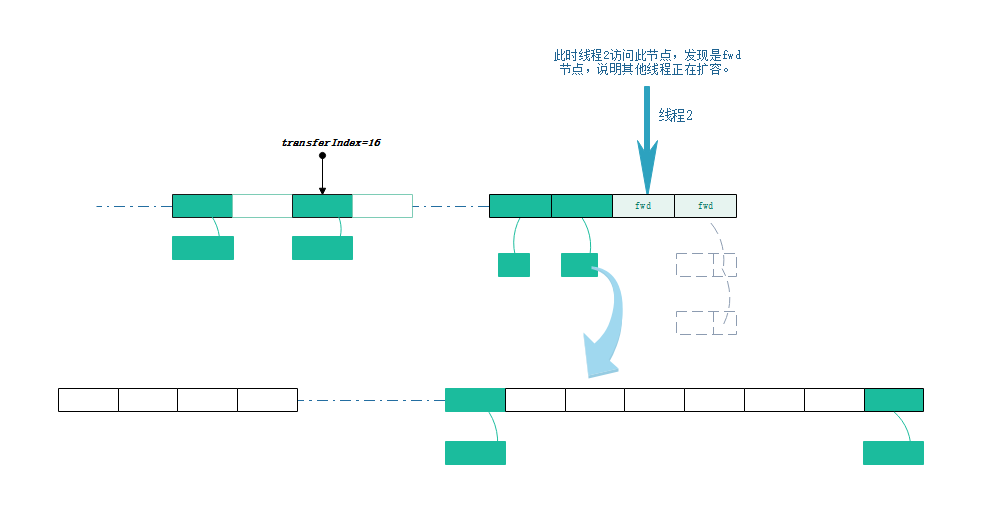 此时线程2访问此节点，发现是fwd
节点，说明其他线程正在扩容。
线程2
transferIndex=16
fwd
fwd